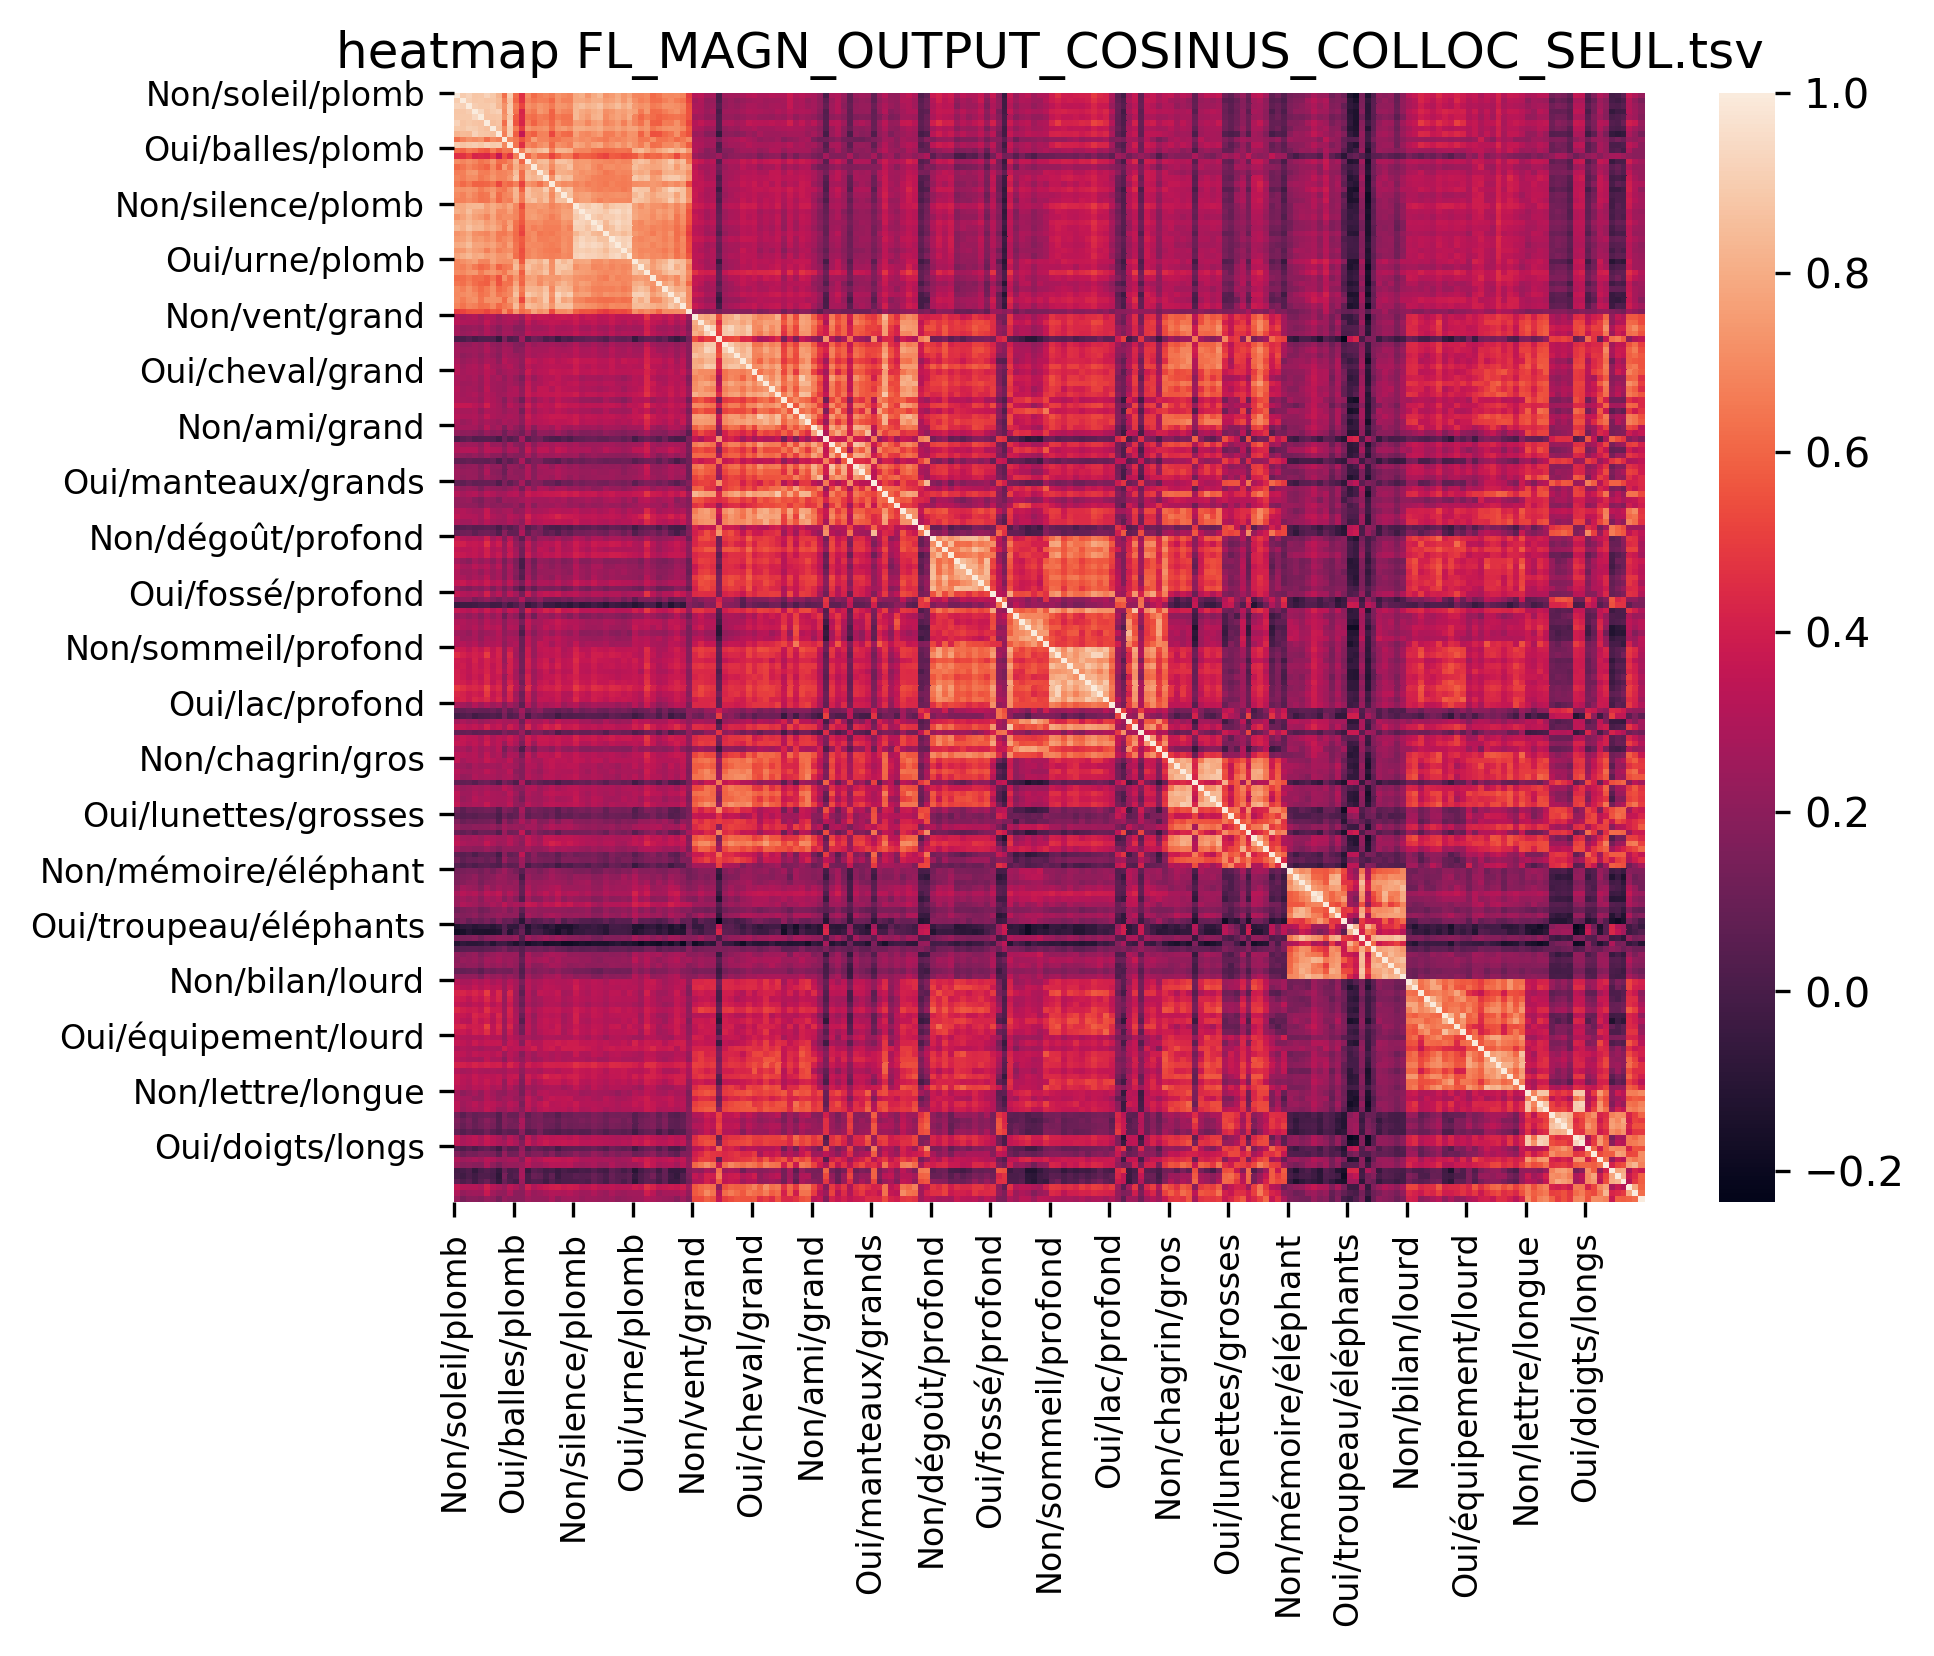 heatmap FL_MAGN_OUTPUT_COSINUS_COLLOC_SEUL.tsv
Non/soleil/plomb
Oui/balles/plomb
Non/silence/plomb
Oui/urne/plomb
Non/vent/grand
Oui/cheval/grand
Non/ami/grand
Oui/manteaux/grands
Non/dégoût/profond
Oui/fossé/profond
Non/sommeil/profond
Oui/lac/profond
Non/chagrin/gros
Oui/lunettes/grosses
Non/mémoire/éléphant
Oui/troupeau/éléphants
Non/bilan/lourd
Oui/équipement/lourd
Non/lettre/longue
Oui/doigts/longs
1.0
0.8
0.6
0.4
0.2
0.0
−0.2
Non/soleil/plomb
Oui/balles/plomb
Non/silence/plomb
Oui/urne/plomb
Non/vent/grand
Oui/cheval/grand
Non/ami/grand
Oui/manteaux/grands
Non/dégoût/profond
Oui/fossé/profond
Non/sommeil/profond
Oui/lac/profond
Non/chagrin/gros
Oui/lunettes/grosses
Non/mémoire/éléphant
Oui/troupeau/éléphants
Non/bilan/lourd
Oui/équipement/lourd
Non/lettre/longue
Oui/doigts/longs